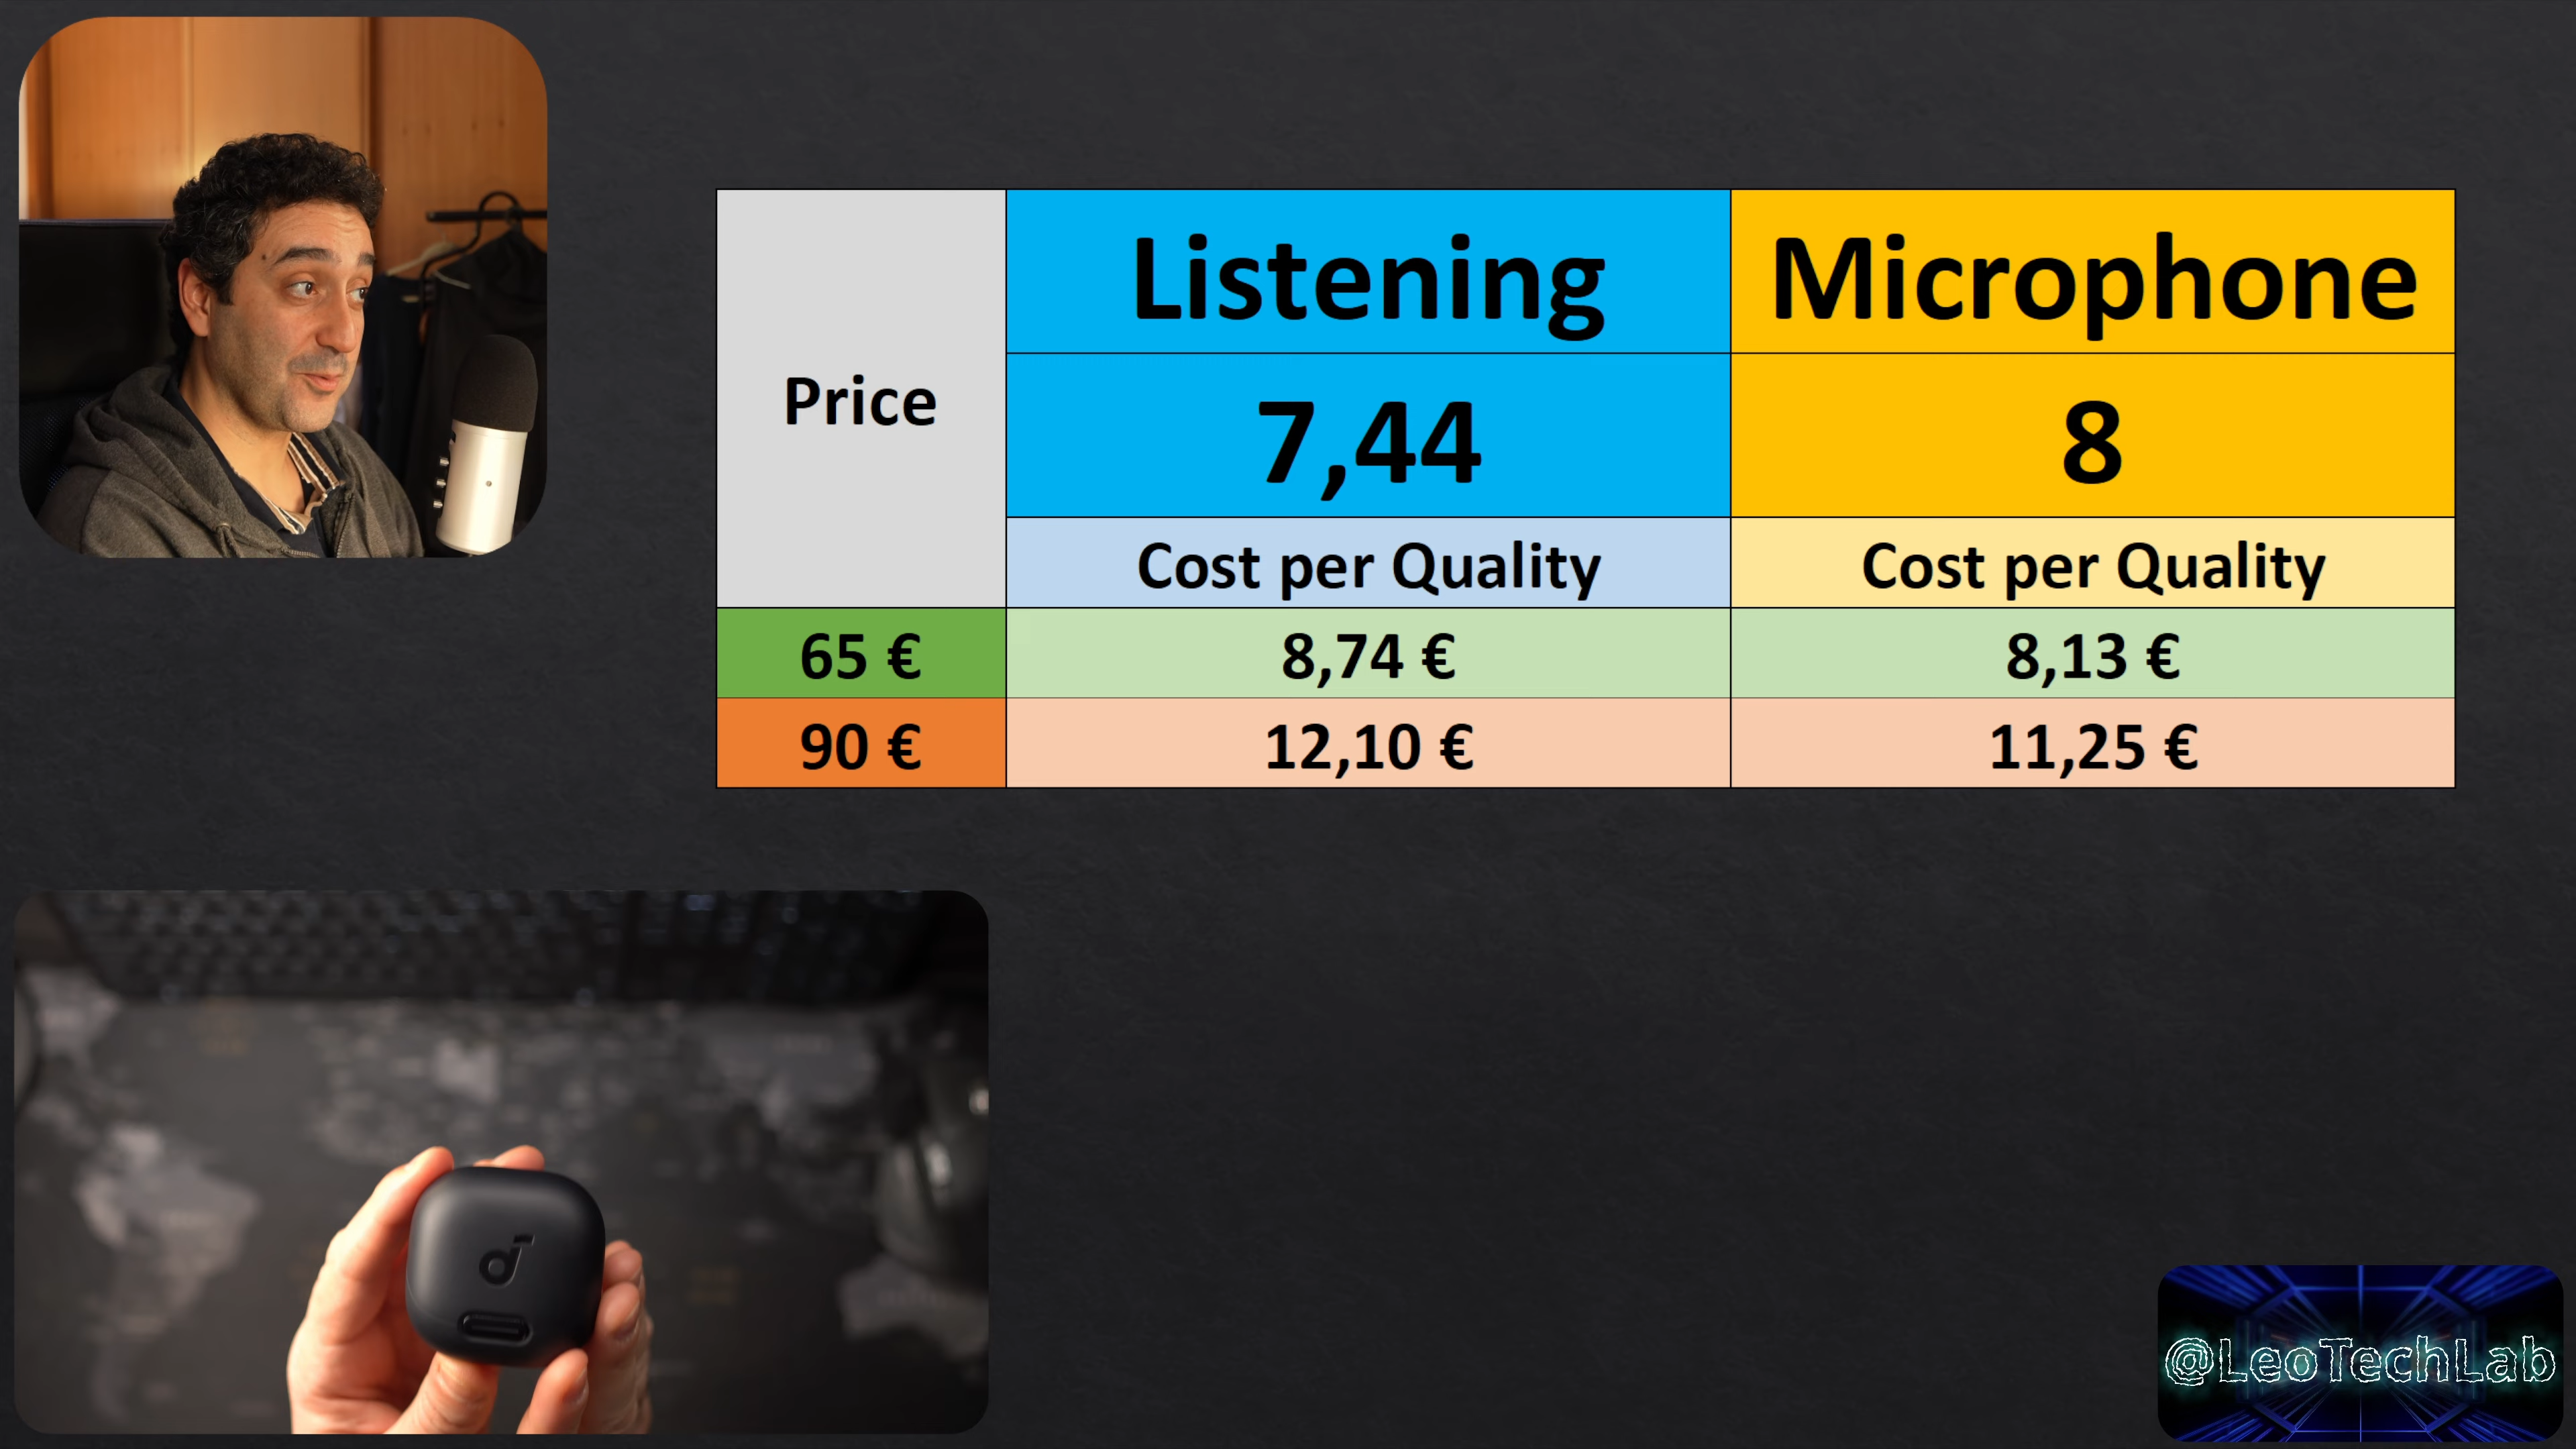 Price
Listening
Microphone
7,44
8
Cost per Quality
Cost per Quality
65 €
8,74 €
8,13 €
90 €
12,10 €
11,25 €
@LeoTechLab